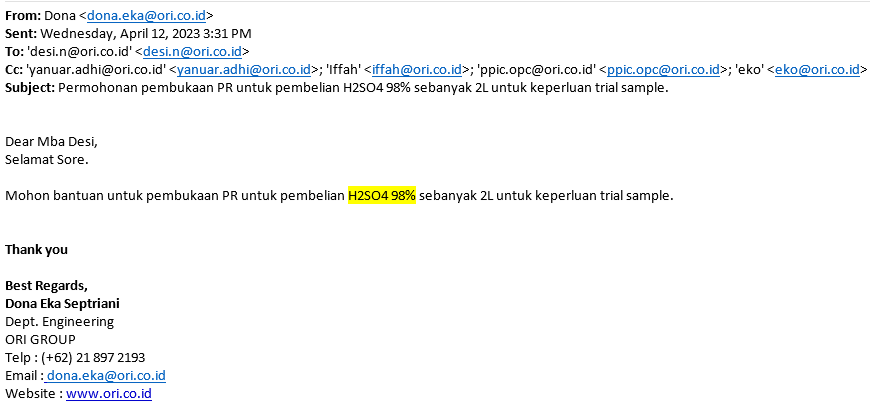 From: Dona <dona.eka@ori.co.id>
Sent: Wednesday, April 12, 2023 3:31 PM
To: 'desi.n@ori.co.id' <desi.n@ori.co.id>
Cc: 'yanuar.adhi@ori.co.id' <yanuar.adhi@ori.co.id>; 'Iffah' <iffah@ori.co.id>; 'ppic.opc@ori.co.id' <ppic.opc@ori.co.id>; 'eko' <eko@ori.co.id>
Subject: Permohonan pembukaan PR untuk pembelian H2SO4 98% sebanyak 2L untuk keperluan trial sample.
Dear Mba Desi,
Selamat Sore.
Mohon bantuan untuk pembukaan PR untuk pembelian H2SO4 98% sebanyak 2L untuk keperluan trial sample.
Thank you
Best Regards,
Dona Eka Septriani
Dept. Engineering
ORI GROUP
Telp : (+62) 21 897 2193
Email : dona.eka@ori.co.id
Website : www.ori.co.id